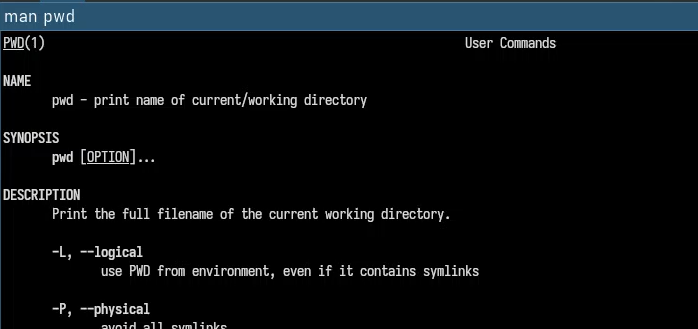 man pwd
PWD(1) User Commands
NAME
pwd - print name of current/working directory
SYNOPSIS
pwd [OPTION]...
DESCRIPTION
Print the full filename of the current working directory.
-L, --logical
use PWD from environment, even if it contains symlinks
-P, --physical
avoid all symlinks